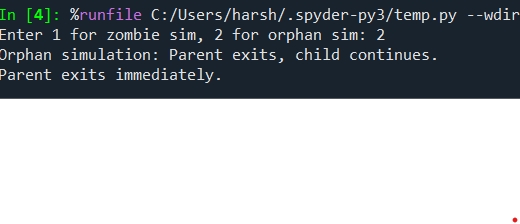 In [4]: %runfile C:/Users/harsh/.spyder-py3/temp.py --wdir
Enter 1 for zombie sim, 2 for orphan sim: 2
Orphan simulation: Parent exits, child continues.
Parent exits immediately.